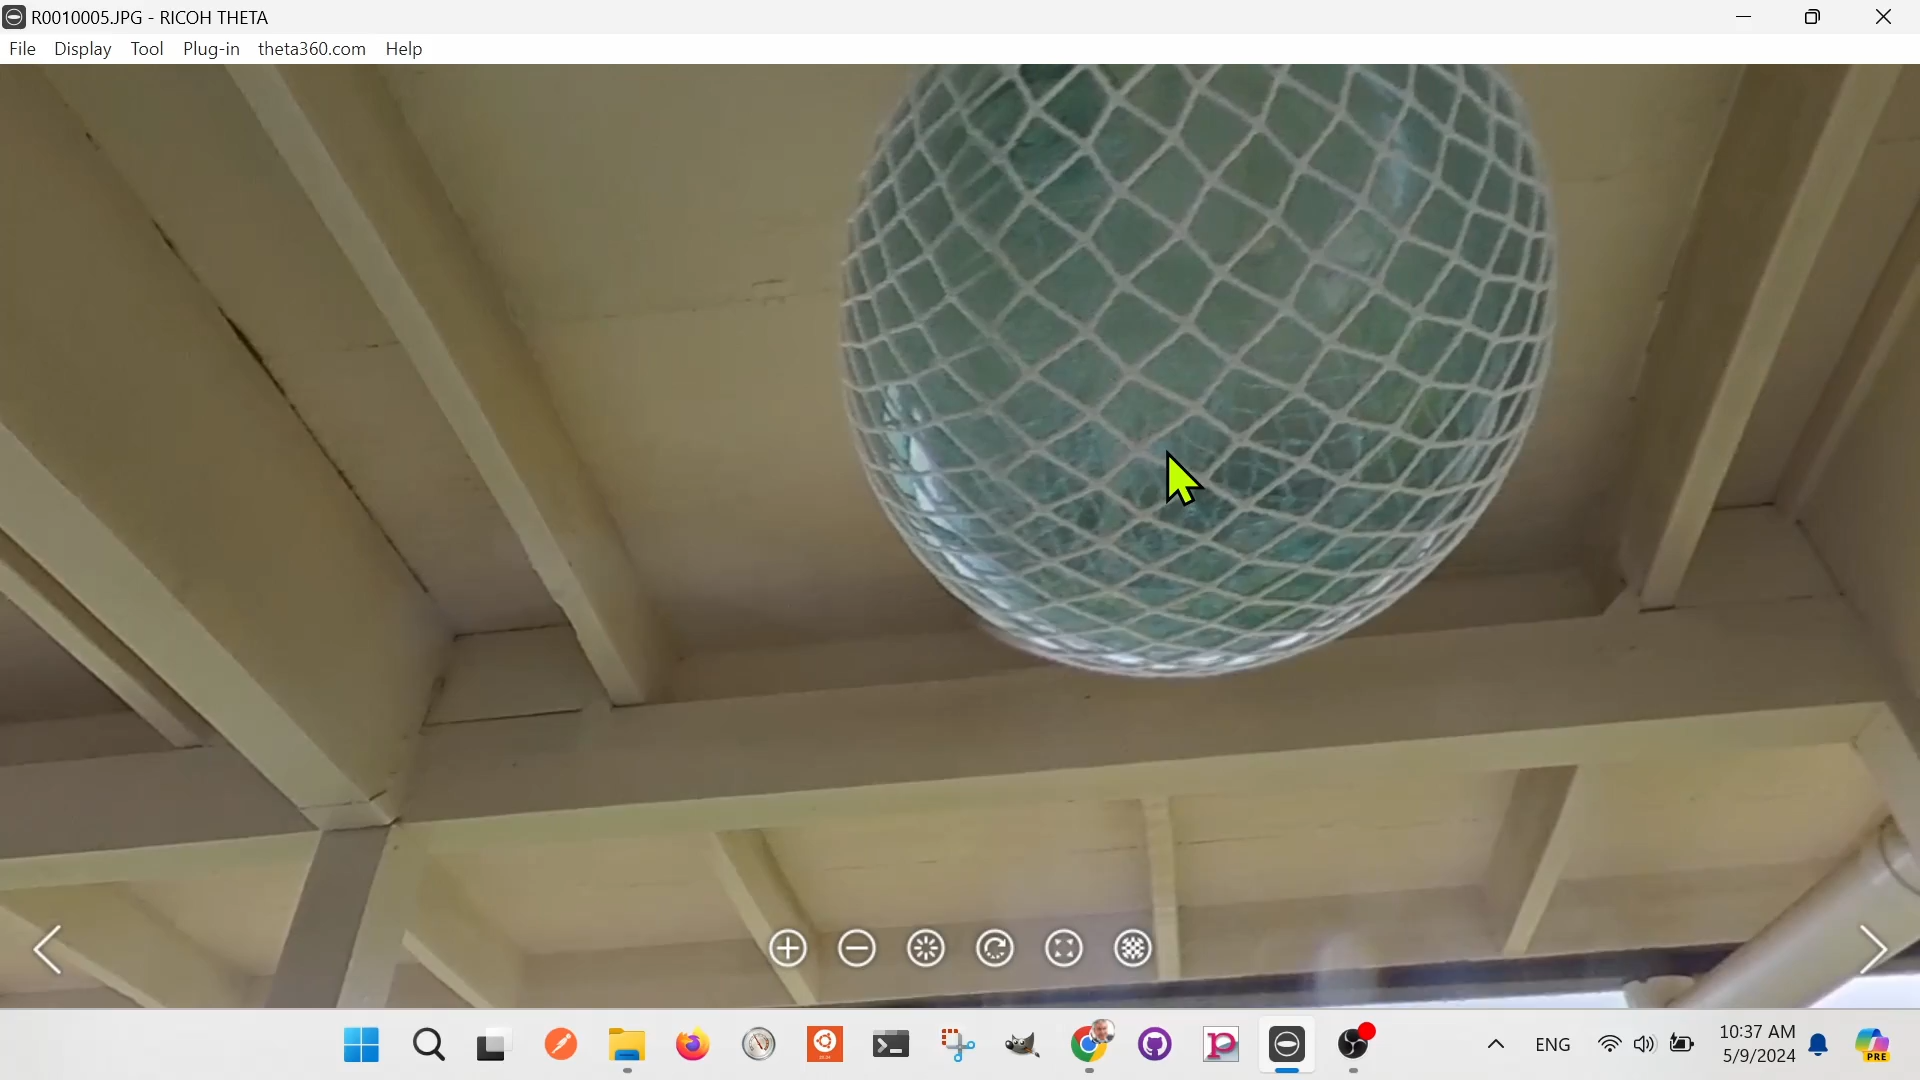 R0010005.JPG - RICOH THETA
File Display Tool Plug-in theta360.com Help
ENG
10:37 AM
5/9/2024
PRE